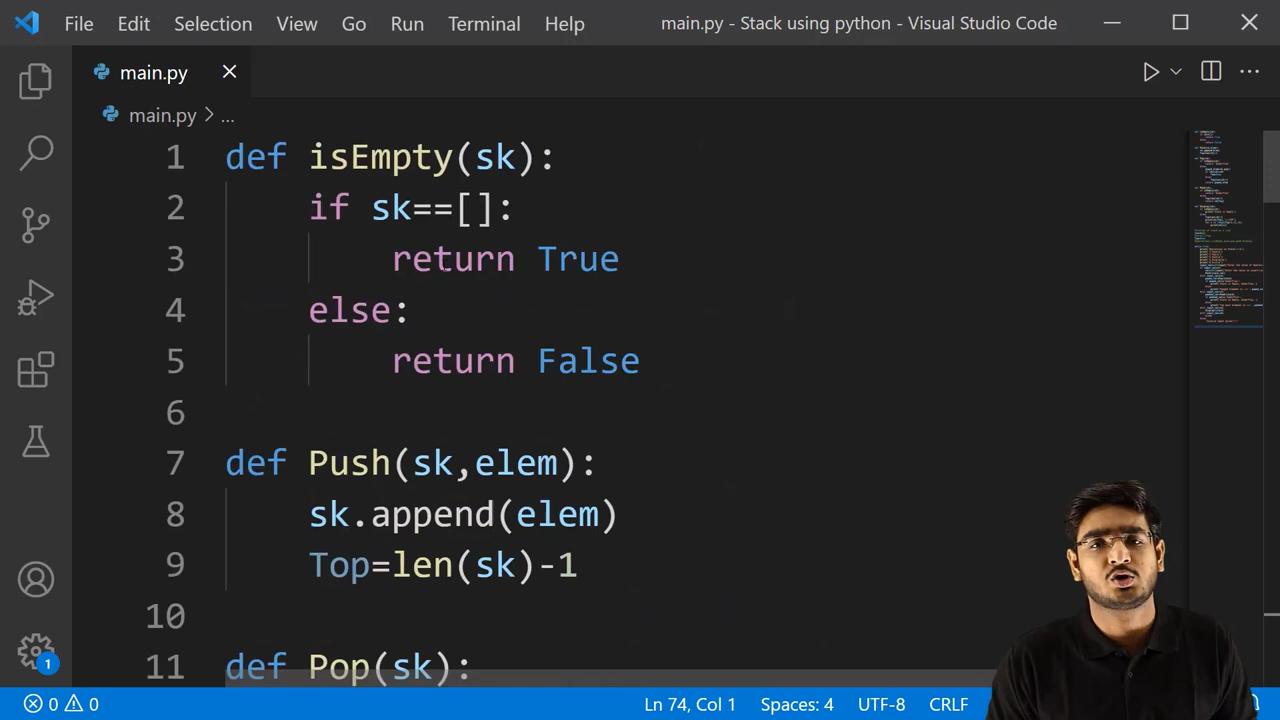 File Edit Selection View Go Run Terminal Help main.py - Stack using python - Visual Studio Code
main.py
main.py > ...
1 def isEmpty(sk):
2 if sk==[]:
3 return True
4 else:
5 return False
6
7 def Push(sk,elem):
8 sk.append(elem)
9 Top=len(sk)-1
10
11 def Pop(sk):
1
0 0 Ln 74, Col 1 Spaces: 4 UTF-8 CRLF